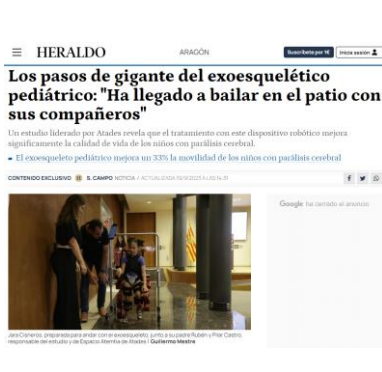 HERALDO
ARAGÓN
Suscríbete por 1€
Inicia sesión
Los pasos de gigante del exoesquelético
pediátrico: "Ha llegado a bailar en el patio con
sus compañeros"
Un estudio liderado por Atades revela que el tratamiento con este dispositivo robótico mejora
significamente la calidad de vida de los niños con parálisis cerebral.
El exoesqueleto pediátrico mejora un 33% la movilidad de los niños con parálisis cerebral
CONTENIDO EXCLUSIVO H S. CAMPO NOTICIA / ACTUALIZADA
Google ha cerrado el anuncio
Jara Cisneros, preparada para andar con el exoesqueleto, junto a su padre Rubén y Pilar Castro,
responsable del estudio y de Espacio Atemtia de Atades | Guillermo Mestre